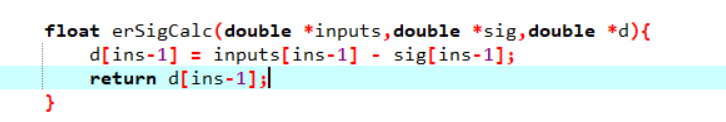 float erSigCalc(double *inputs,double *sig,double *d){
    d[ins-1] = inputs[ins-1] - sig[ins-1];
    return d[ins-1];
}